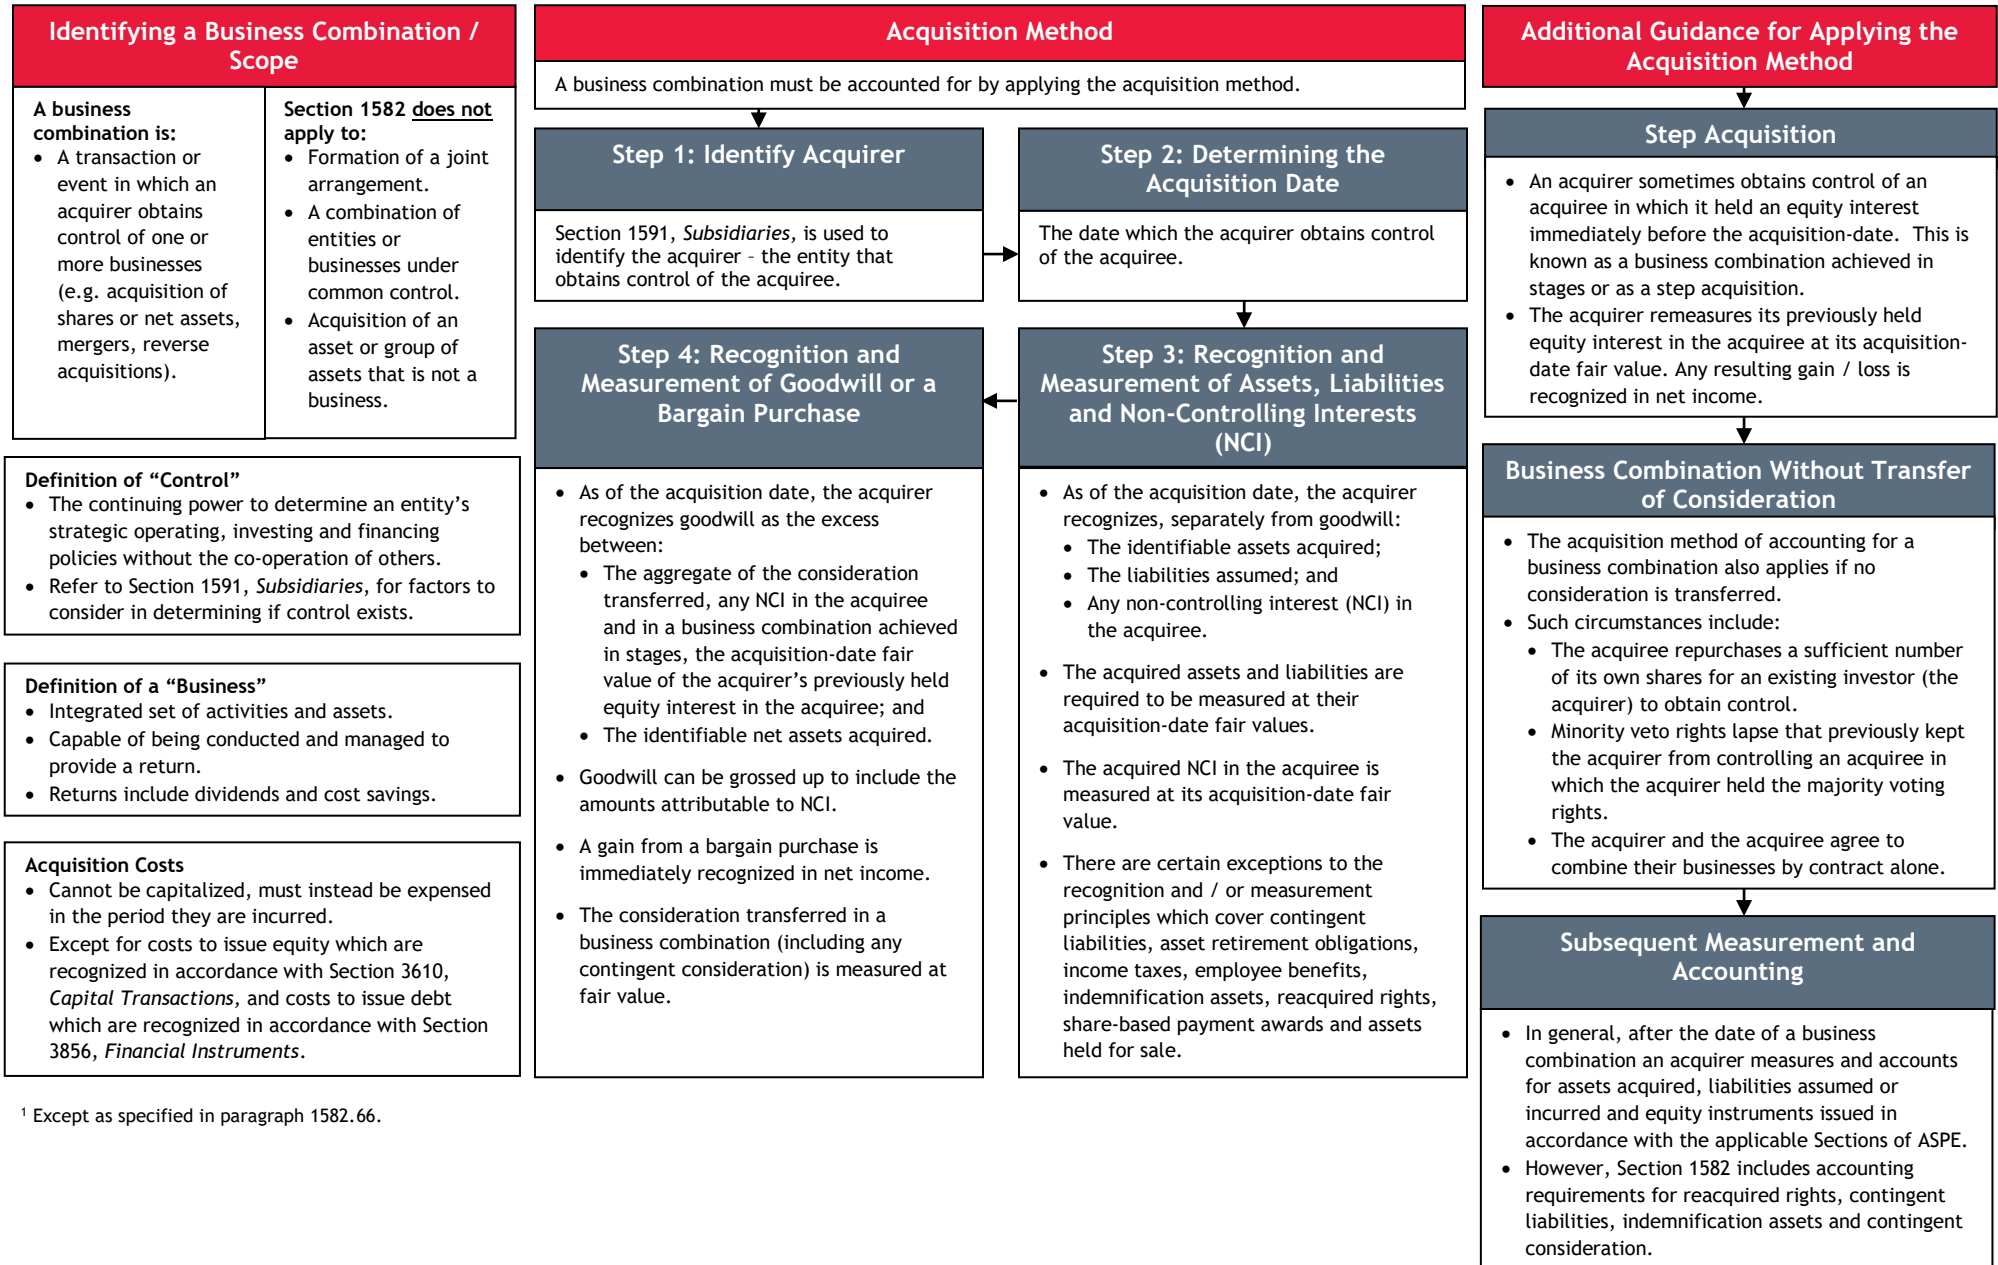 Identifying a Business Combination /
Scope
A business
combination is:
• A transaction or
event in which an
acquirer obtains
control of one or
more businesses
(e.g. acquisition of
shares or net assets,
mergers, reverse
acquisitions).
Section 1582 does not
apply to:
• Formation of a joint
arrangement.
• A combination of
entities or
businesses under
common control.
• Acquisition of an
asset or group of
assets that is not a
business.
Definition of “Control”
• The continuing power to determine an entity’s
strategic operating, investing and financing
policies without the co-operation of others.
• Refer to Section 1591, Subsidiaries, for factors to
consider in determining if control exists.
Definition of a “Business”
• Integrated set of activities and assets.
• Capable of being conducted and managed to
provide a return.
• Returns include dividends and cost savings.
Acquisition Costs
• Cannot be capitalized, must instead be expensed
in the period they are incurred.
• Except for costs to issue equity which are
recognized in accordance with Section 3610,
Capital Transactions, and costs to issue debt
which are recognized in accordance with Section
3856, Financial Instruments.
1 Except as specified in paragraph 1582.66.
Acquisition Method
A business combination must be accounted for by applying the acquisition method.
Step 1: Identify Acquirer
Section 1591, Subsidiaries, is used to
identify the acquirer – the entity that
obtains control of the acquiree.
Step 2: Determining the
Acquisition Date
The date which the acquirer obtains control
of the acquiree.
Step 3: Recognition and
Measurement of Assets, Liabilities
and Non-Controlling Interests
(NCI)
• As of the acquisition date, the acquirer
recognizes, separately from goodwill:
• The identifiable assets acquired;
• The liabilities assumed; and
• Any non-controlling interest (NCI) in
the acquiree.
• The acquired assets and liabilities are
required to be measured at their
acquisition-date fair values.
• The acquired NCI in the acquiree is
measured at its acquisition-date fair
value.
• There are certain exceptions to the
recognition and / or measurement
principles which cover contingent
liabilities, asset retirement obligations,
income taxes, employee benefits,
indemnification assets, reacquired rights,
share-based payment awards and assets
held for sale.
Step 4: Recognition and
Measurement of Goodwill or a
Bargain Purchase
• As of the acquisition date, the acquirer
recognizes goodwill as the excess
between:
• The aggregate of the consideration
transferred, any NCI in the acquiree
and in a business combination achieved
in stages, the acquisition-date fair
value of the acquirer’s previously held
equity interest in the acquiree; and
• The identifiable net assets acquired.
• Goodwill can be grossed up to include the
amounts attributable to NCI.
• A gain from a bargain purchase is
immediately recognized in net income.
• The consideration transferred in a
business combination (including any
contingent consideration) is measured at
fair value.
Additional Guidance for Applying the
Acquisition Method
Step Acquisition
• An acquirer sometimes obtains control of an
acquiree in which it held an equity interest
immediately before the acquisition-date. This is
known as a business combination achieved in
stages or as a step acquisition.
• The acquirer remeasures its previously held
equity interest in the acquiree at its acquisition-
date fair value. Any resulting gain / loss is
recognized in net income.
Business Combination Without Transfer
of Consideration
• The acquisition method of accounting for a
business combination also applies if no
consideration is transferred.
• Such circumstances include:
• The acquiree repurchases a sufficient number
of its own shares for an existing investor (the
acquirer) to obtain control.
• Minority veto rights lapse that previously kept
the acquirer from controlling an acquiree in
which the acquirer held the majority voting
rights.
• The acquirer and the acquiree agree to
combine their businesses by contract alone.
Subsequent Measurement and
Accounting
• In general, after the date of a business
combination an acquirer measures and accounts
for assets acquired, liabilities assumed or
incurred and equity instruments issued in
accordance with the applicable Sections of ASPE.
• However, Section 1582 includes accounting
requirements for reacquired rights, contingent
liabilities, indemnification assets and contingent
consideration.